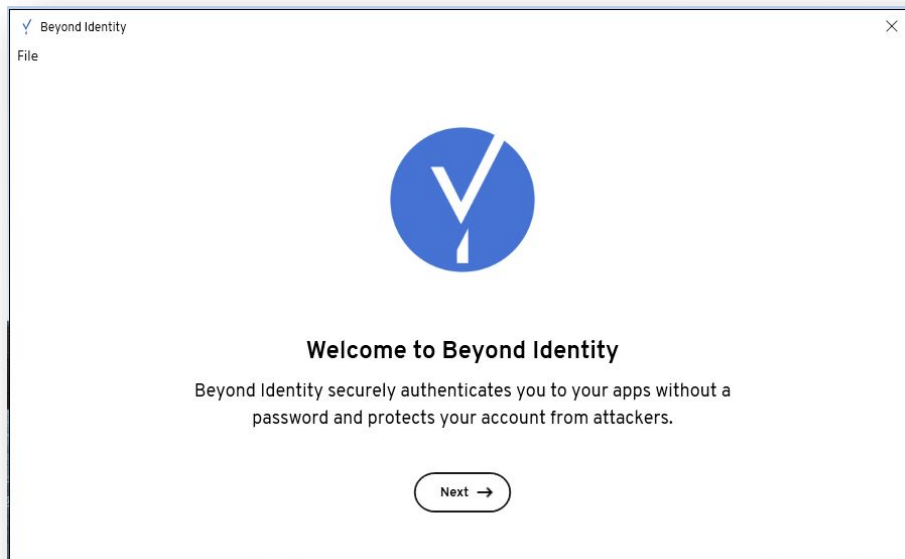 Beyond Identity
File
Welcome to Beyond Identity
Beyond Identity securely authenticates you to your apps without a
password and protects your account from attackers.
Next →